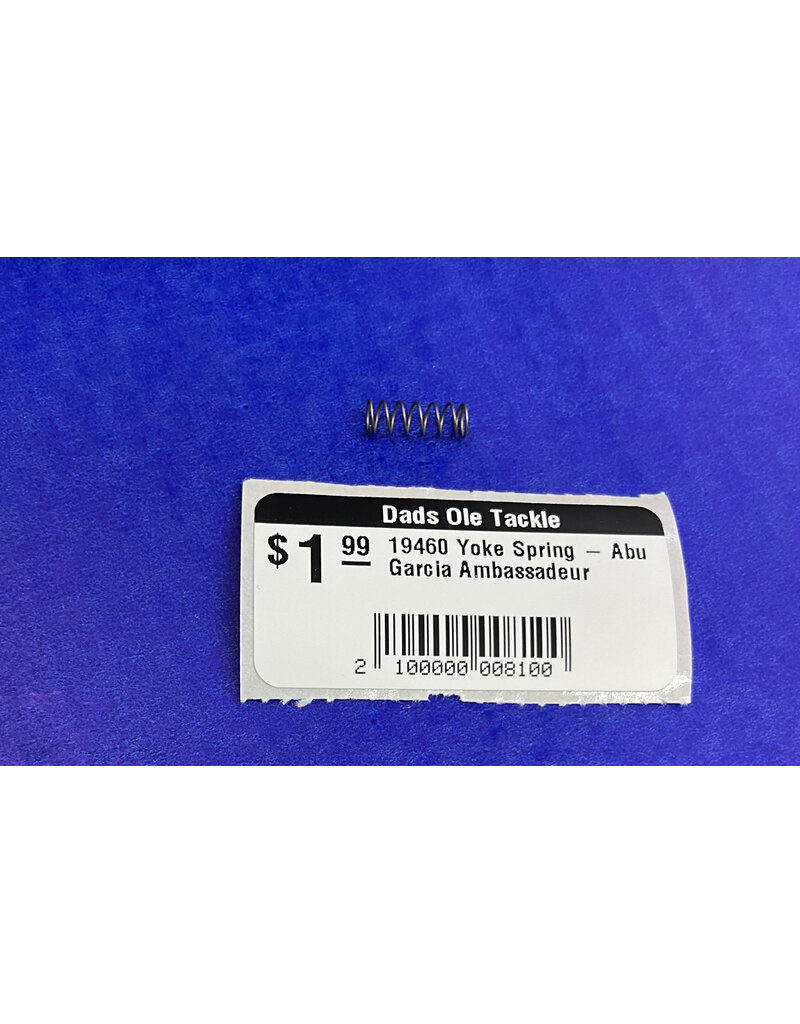 Dads Ole Tackle
$1 99
19460 Yoke Spring – Abu
Garcia Ambassadeur
2 100000 008100